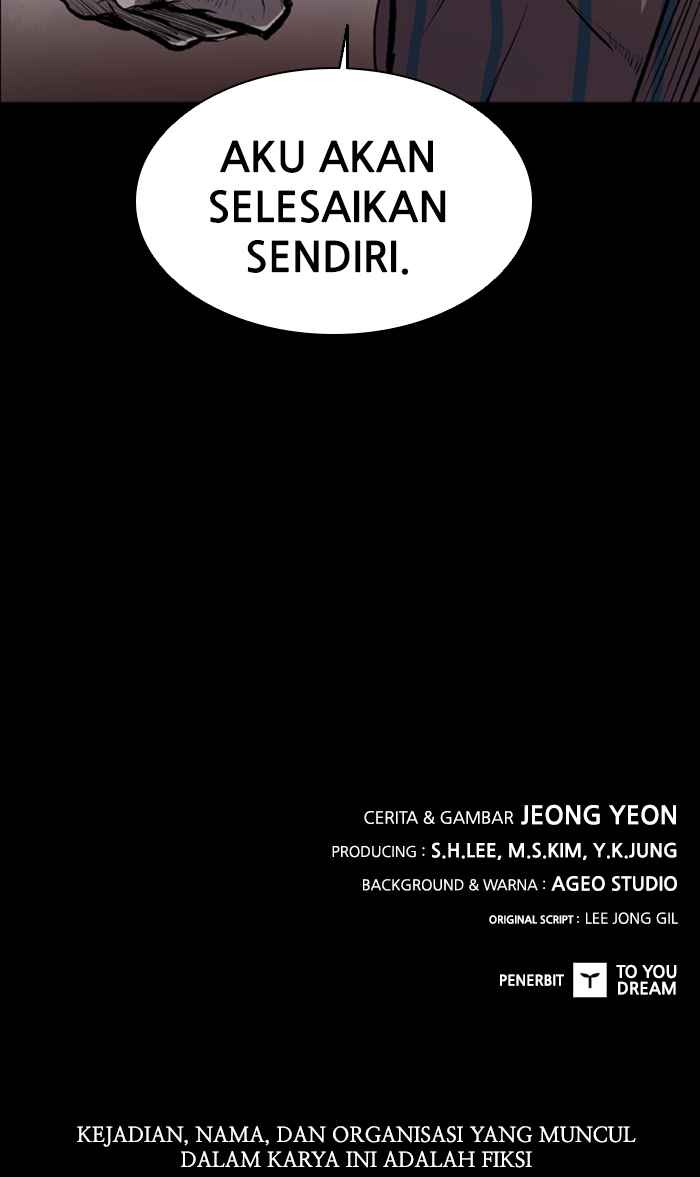 AKU AKAN
SELESAIKAN
SENDIRI.
CERITA & GAMBAR JEONG YEON
PRODUCING : S.H.LEE, M.S.KIM, Y.K.JUNG
BACKGROUND & WARNA : AGEO STUDIO
ORIGINAL SCRIPT : LEE JONG GIL
PENERBIT TO YOU
DREAM
KEJADIAN, NAMA, DAN ORGANISASI YANG MUNCUL
DALAM KARYA INI ADALAH FIKSI